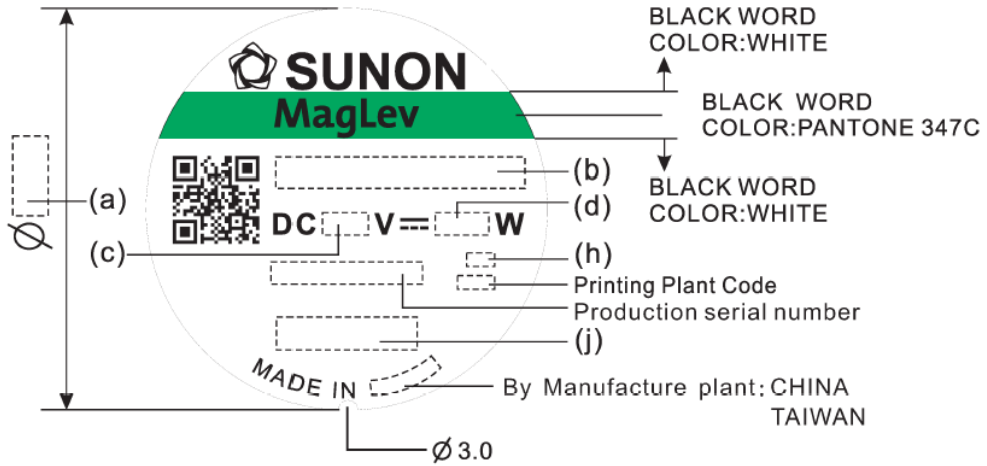 BLACK WORD
COLOR:WHITE
SUNON
MagLev
BLACK WORD
COLOR:PANTONE 347C
BLACK WORD
COLOR:WHITE
(a)
(b)
(d)
DC V W
(c)
(h)
Printing Plant Code
Production serial number
(j)
MADE IN
By Manufacture plant: CHINA
TAIWAN
Ø
Ø 3.0